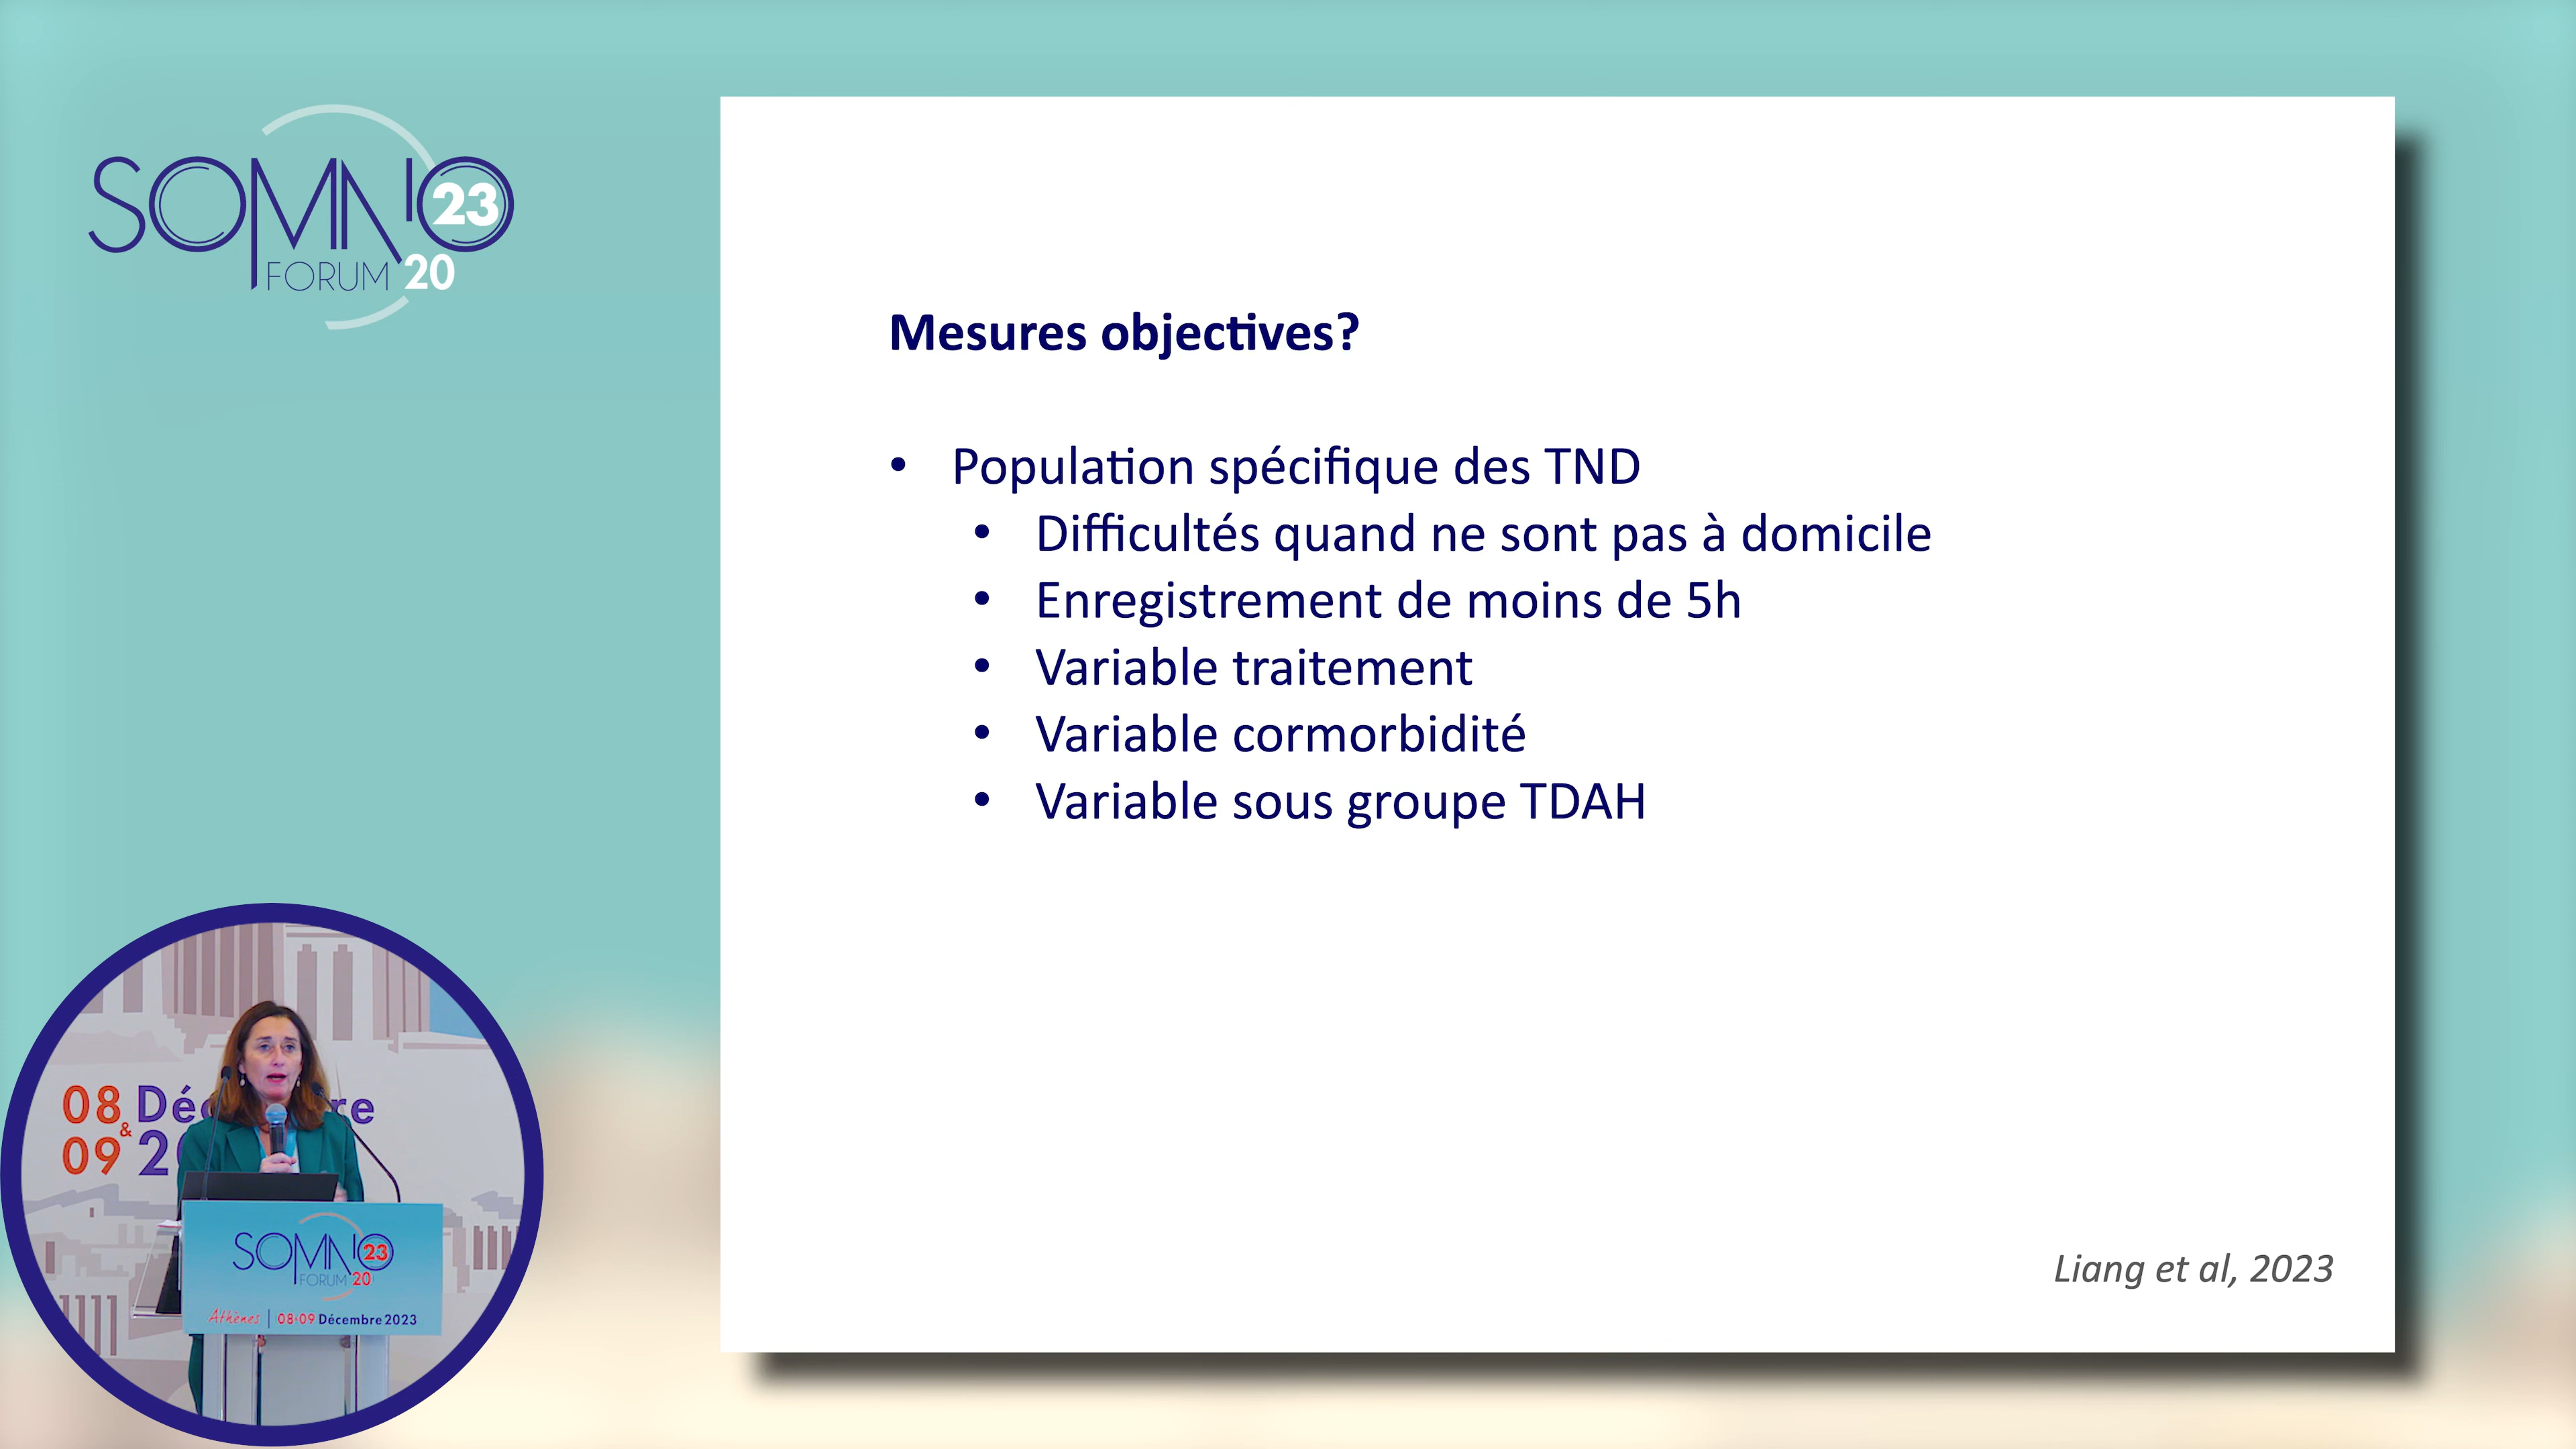 SOMNO 23
FORUM 20
Mesures objectives?
• Population spécifique des TND
• Difficultés quand ne sont pas à domicile
• Enregistrement de moins de 5h
• Variable traitement
• Variable cormorbidité
• Variable sous groupe TDAH
Liang et al, 2023
08
&
09
SOMNO 23
FORUM 20
Athènes | 08-09 Décembre 2023